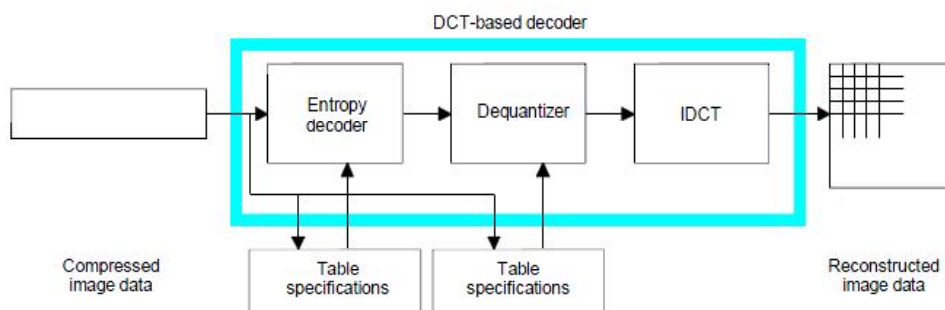 DCT-based decoder
Entropy
decoder
Dequantizer
IDCT
Compressed
image data
Table
specifications
Table
specifications
Reconstructed
image data